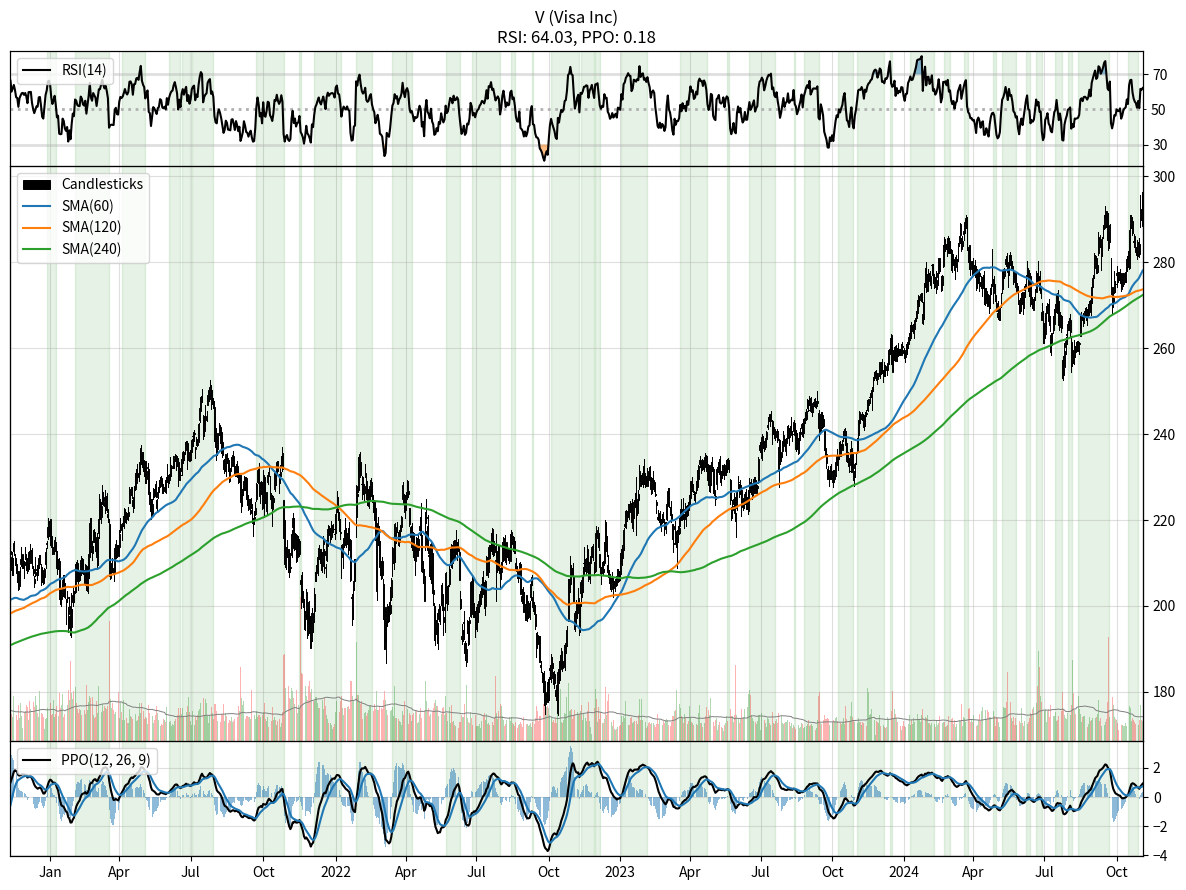 V (Visa Inc)
RSI: 64.03, PPO: 0.18
RSI(14)
70
50
30
Candlesticks
SMA(60)
SMA(120)
SMA(240)
300
280
260
240
220
200
180
PPO(12, 26, 9)
2
0
−2
−4
Jan Apr Jul Oct 2022 Apr Jul Oct 2023 Apr Jul Oct 2024 Apr Jul Oct